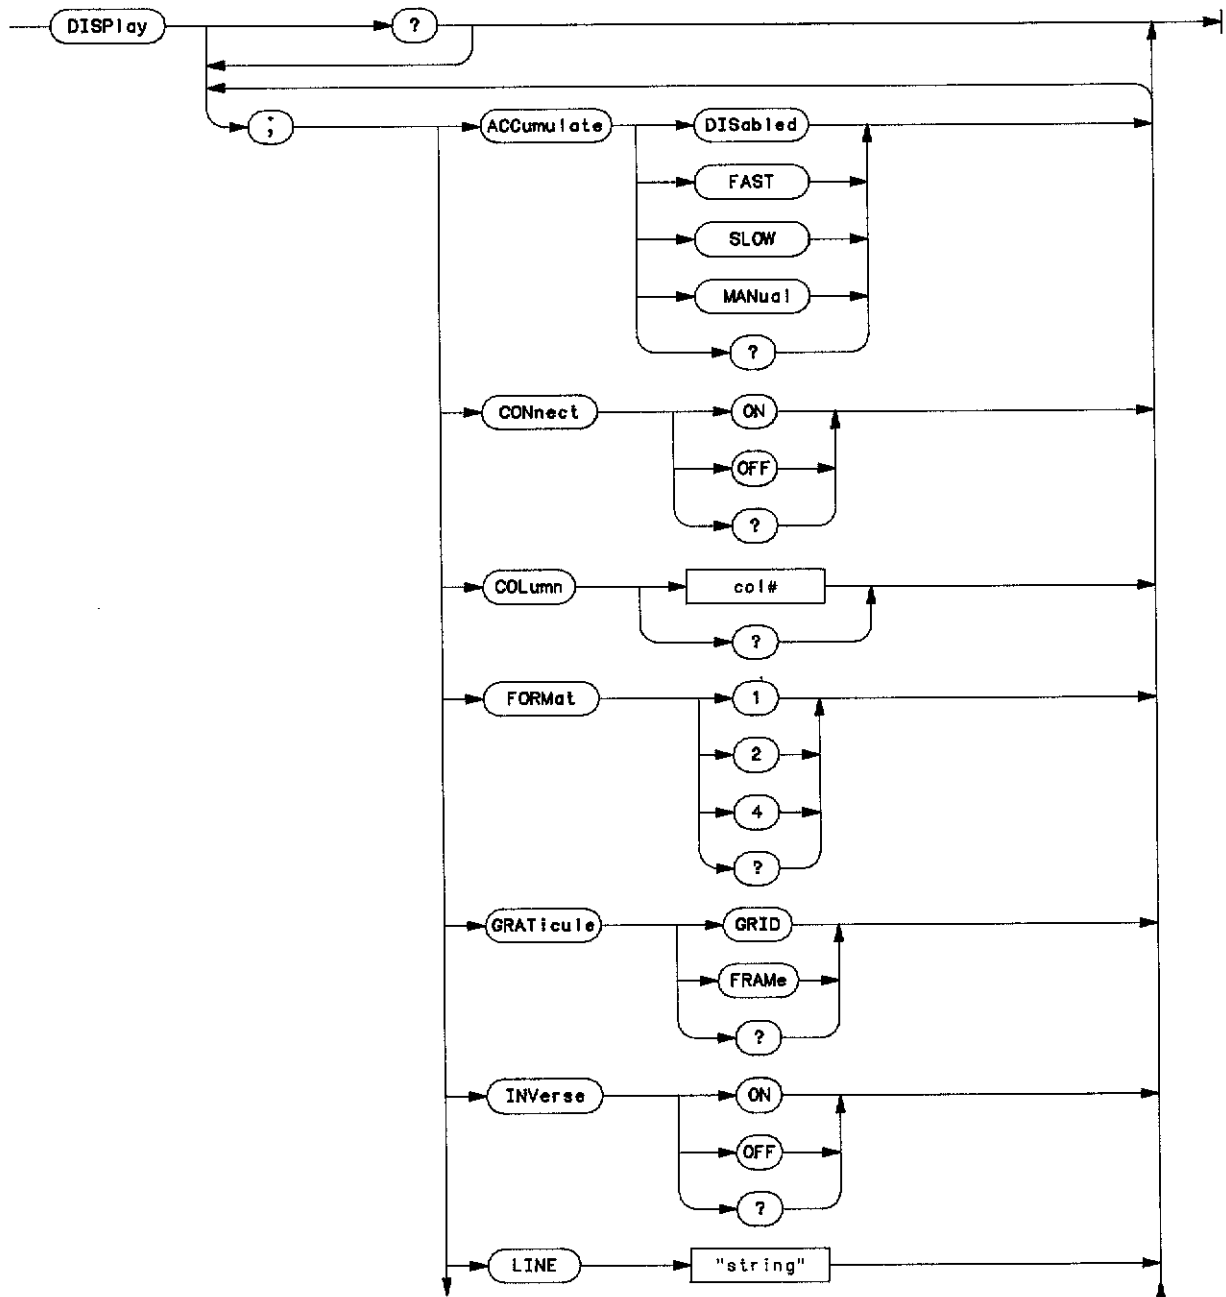 DISPlay ?
;
ACCumulate DISabled
FAST
SLOW
MANual
?
CONnect ON
OFF
?
COLumn col#
?
FORMat 1
2
4
?
GRATicule GRID
FRAMe
?
INVerse ON
OFF
?
LINE "string"